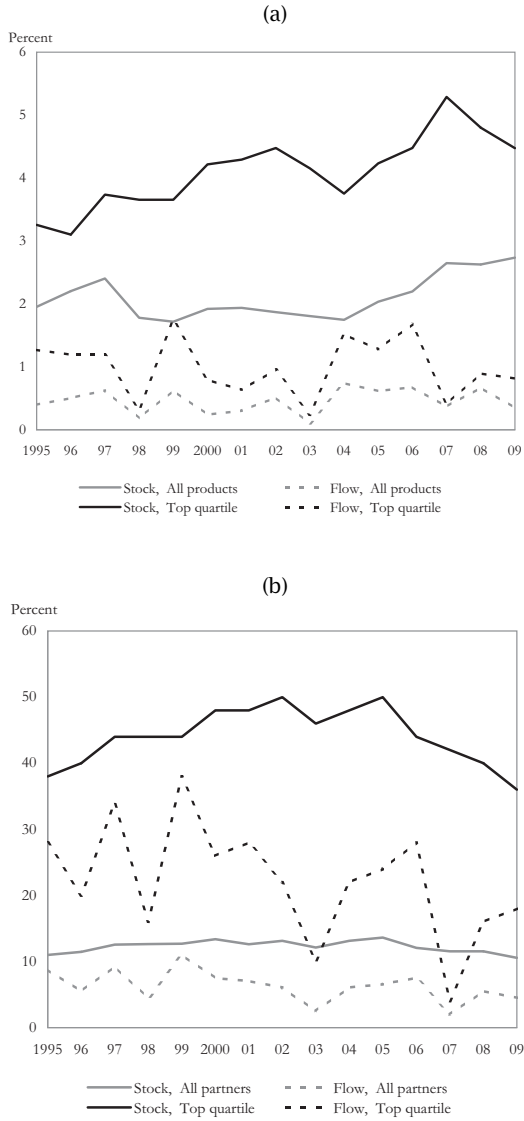 (a)
Percent
6
5
4
3
2
1
0
1995 96 97 98 99 2000 01 02 03 04 05 06 07 08 09
Stock, All products Flow, All products
Stock, Top quartile Flow, Top quartile
(b)
Percent
60
50
40
30
20
10
0
1995 96 97 98 99 2000 01 02 03 04 05 06 07 08 09
Stock, All partners Flow, All partners
Stock, Top quartile Flow, Top quartile